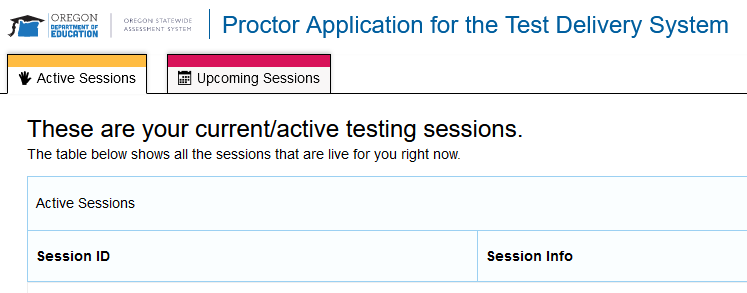 OREGON
DEPARTMENT OF
EDUCATION
OREGON STATEWIDE
ASSESSMENT SYSTEM
Proctor Application for the Test Delivery System
Active Sessions
Upcoming Sessions
These are your current/active testing sessions.
The table below shows all the sessions that are live for you right now.
Active Sessions
Session ID
Session Info